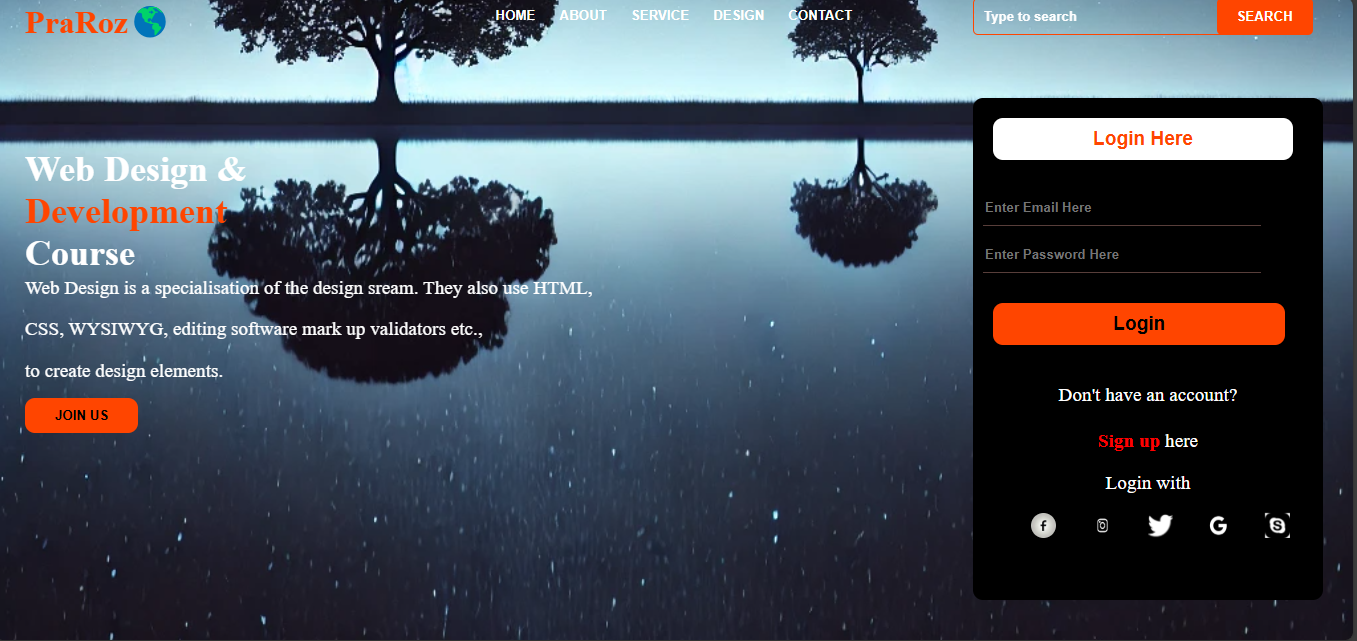 PraRoz
HOME ABOUT SERVICE DESIGN CONTACT
Type to search SEARCH
Web Design &
Development
Course
Web Design is a specialisation of the design sream. They also use HTML,
CSS, WYSIWYG, editing software mark up validators etc.,
to create design elements.
JOIN US
Login Here
Enter Email Here
Enter Password Here
Login
Don't have an account?
Sign up here
Login with